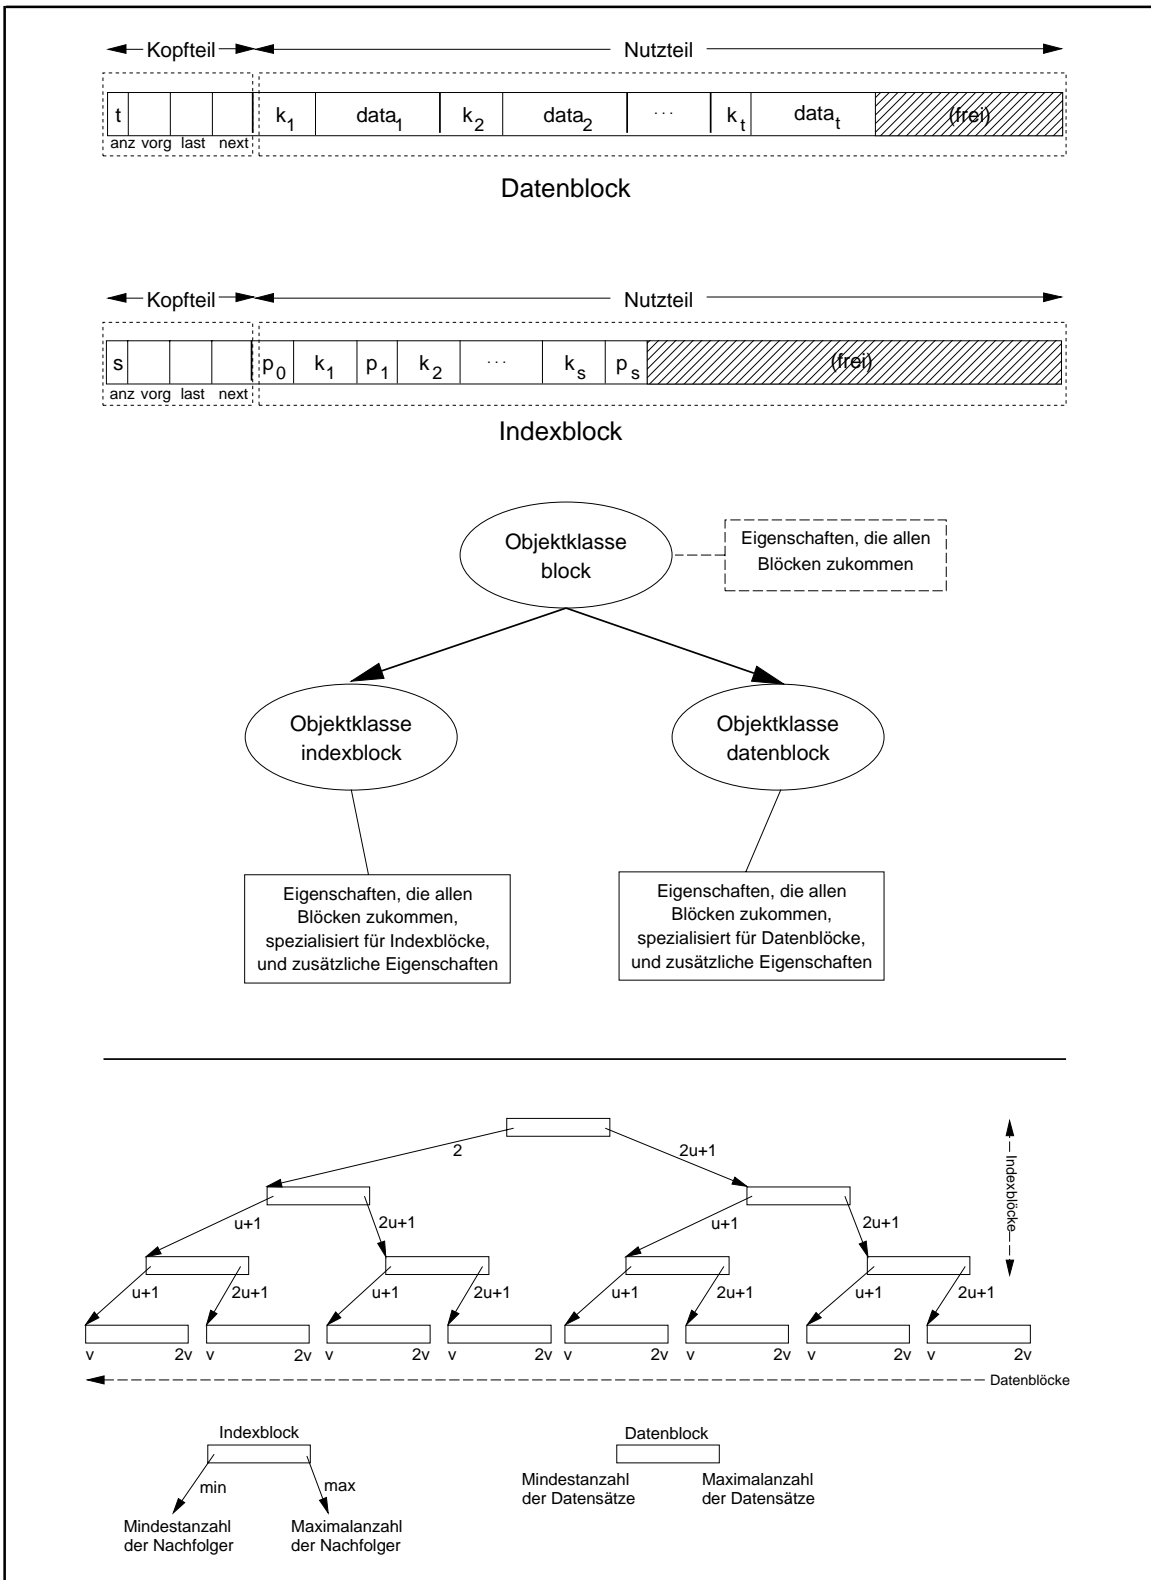 Kopfteil Nutzteil
t k1 data1 k2 data2 ... kt datat (frei)
anz vorg last next
Datenblock
Kopfteil Nutzteil
s p0 k1 p1 k2 ... ks ps (frei)
anz vorg last next
Indexblock
Objektklasse
block
Eigenschaften, die allen
Blöcken zukommen
Objektklasse
indexblock
Objektklasse
datenblock
Eigenschaften, die allen
Blöcken zukommen,
spezialisiert für Indexblöcke,
und zusätzliche Eigenschaften
Eigenschaften, die allen
Blöcken zukommen,
spezialisiert für Datenblöcke,
und zusätzliche Eigenschaften
2 2u+1
Indexblöcke
u+1 2u+1 u+1 2u+1
u+1 2u+1 u+1 2u+1 u+1 2u+1 u+1 2u+1
v 2v v 2v v 2v v 2v v 2v v 2v v 2v v 2v
Datenblöcke
Indexblock
min max
Mindestanzahl
der Nachfolger
Maximalanzahl
der Nachfolger
Datenblock
Mindestanzahl
der Datensätze
Maximalanzahl
der Datensätze